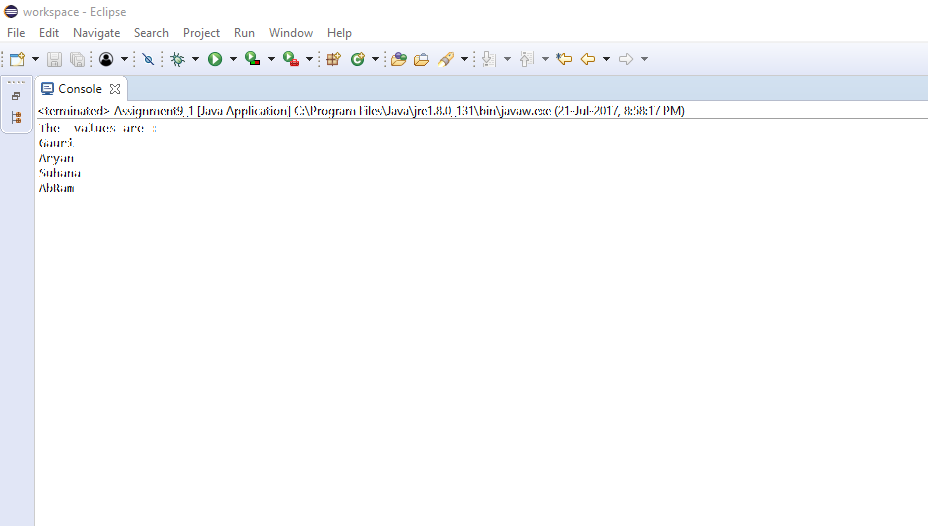 workspace - Eclipse
File Edit Navigate Search Project Run Window Help
Console
<terminated> Assignment9_1 [Java Application] C:\Program Files\Java\jre1.8.0_131\bin\javaw.exe (21-Jul-2017, 8:58:17 PM)
The values are :
Gauri
Aryan
Suhana
AbRam